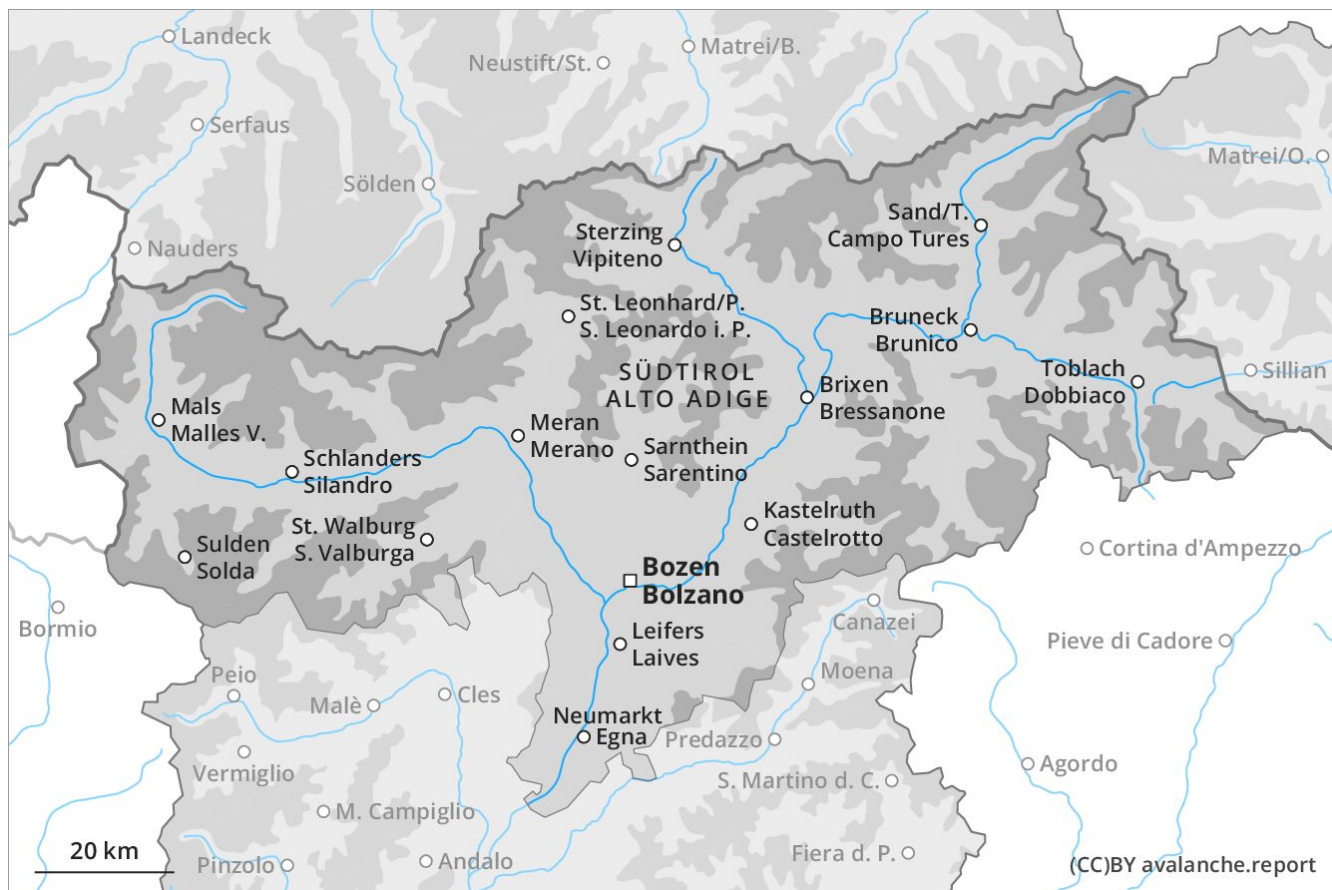 Landeck
Matrei/B.
Neustift/St.
Serfaus
Matrei/O.
Sölden
Sand/T.
Campo Tures
Sterzing
Vipiteno
Nauders
St. Leonhard/P.
S. Leonardo i. P.
Bruneck
Brunico
SÜDTIROL
ALTO ADIGE
Toblach
Dobbiaco
Sillian
Brixen
Bressanone
Mals
Malles V.
Meran
Merano
Sarnthein
Sarentino
Schlanders
Silandro
Kastelruth
Castelrotto
St. Walburg
S. Valburga
Sulden
Solda
Cortina d'Ampezzo
Bozen
Bolzano
Bormio
Canazei
Leifers
Laives
Pieve di Cadore
Peio
Moena
Malè
Cles
Neumarkt
Egna
Predazzo
Vermiglio
Agordo
S. Martino d. C.
M. Campiglio
20 km
Pinzolo
Andalo
Fiera d. P.
(CC)BY avalanche.report